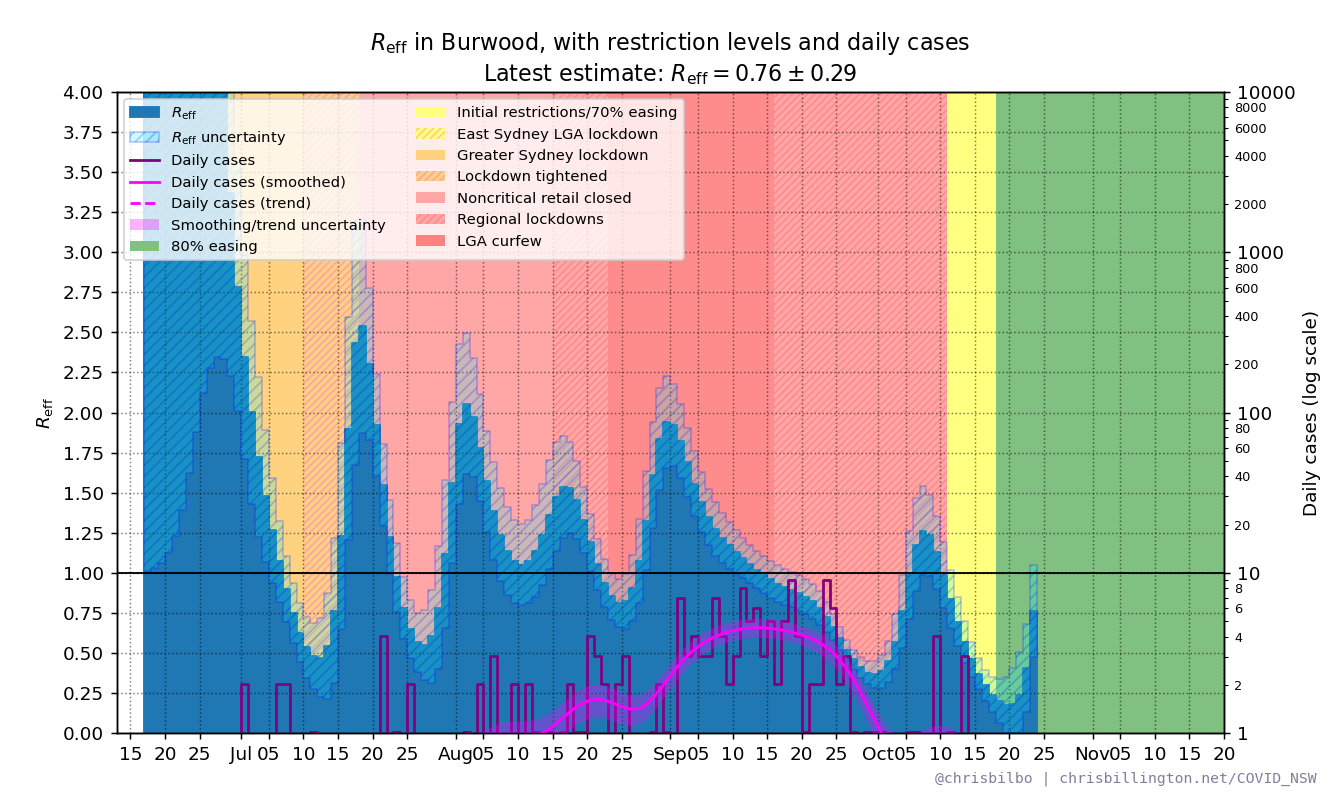 Reff in Burwood, with restriction levels and daily cases
Latest estimate: Reff = 0.76 ± 0.29
Reff
Reff uncertainty
Daily cases
Daily cases (smoothed)
Daily cases (trend)
Smoothing/trend uncertainty
80% easing
Initial restrictions/70% easing
East Sydney LGA lockdown
Greater Sydney lockdown
Lockdown tightened
Noncritical retail closed
Regional lockdowns
LGA curfew
Reff
4.00
3.75
3.50
3.25
3.00
2.75
2.50
2.25
2.00
1.75
1.50
1.25
1.00
0.75
0.50
0.25
0.00
10000
8000
6000
4000
2000
1000
800
600
400
200
100
80
60
40
20
10
8
6
4
2
1
Daily cases (log scale)
15 20 25 Jul 05 10 15 20 25 Aug 05 10 15 20 25 Sep 05 10 15 20 25 Oct 05 10 15 20 25 Nov 05 10 15 20
@chrisbilbo | chrisbillington.net/COVID_NSW